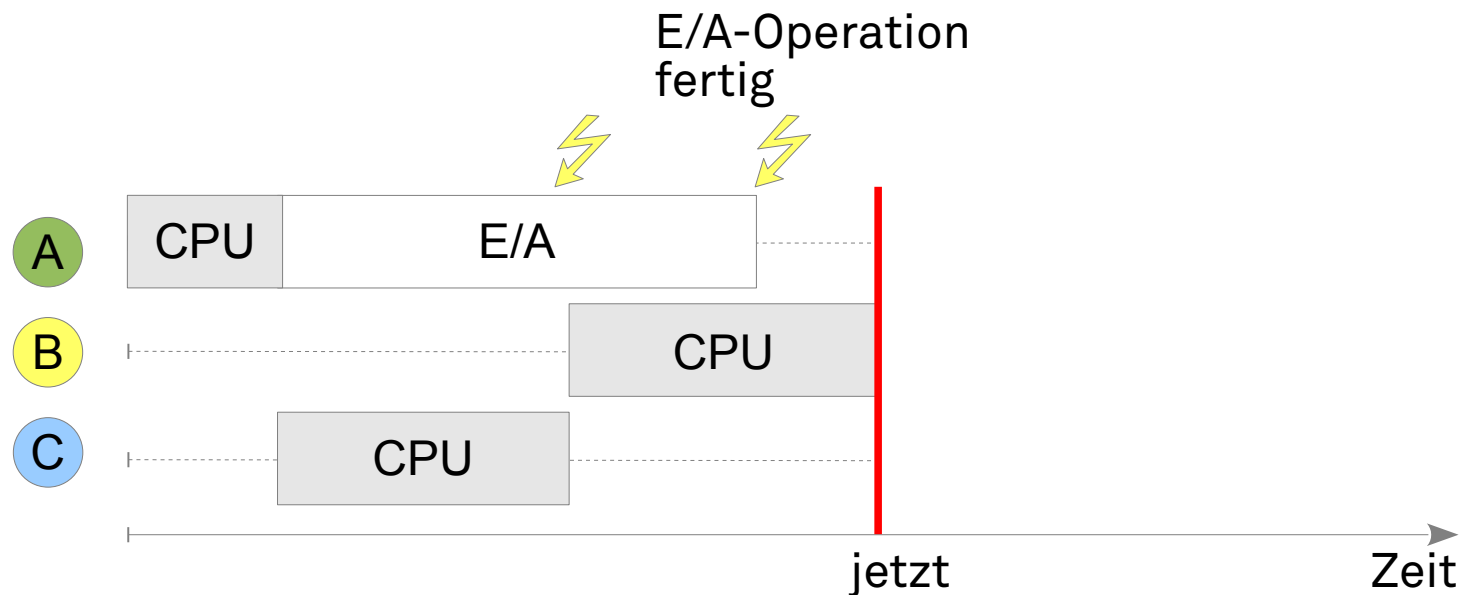 E/A-Operation
fertig
A
CPU
E/A
B
CPU
C
CPU
jetzt
Zeit